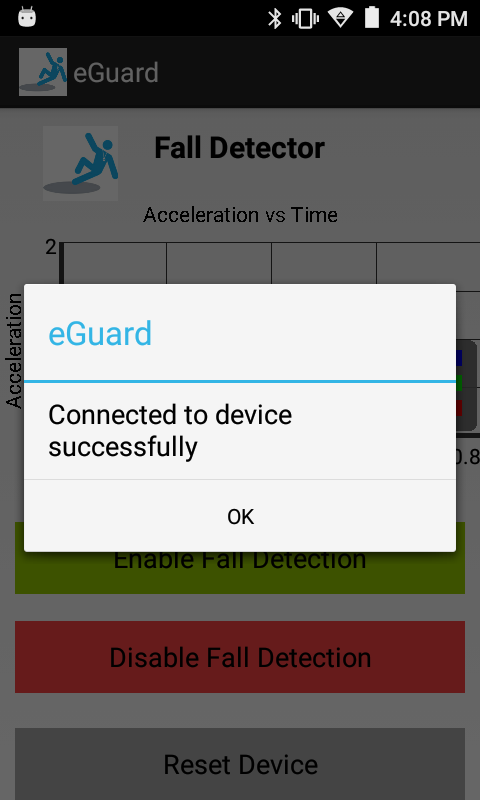 4:08 PM
eGuard
Fall Detector
Acceleration vs Time
2
Acceleration
eGuard
Connected to device
successfully
0.8
OK
Enable Fall Detection
Disable Fall Detection
Reset Device